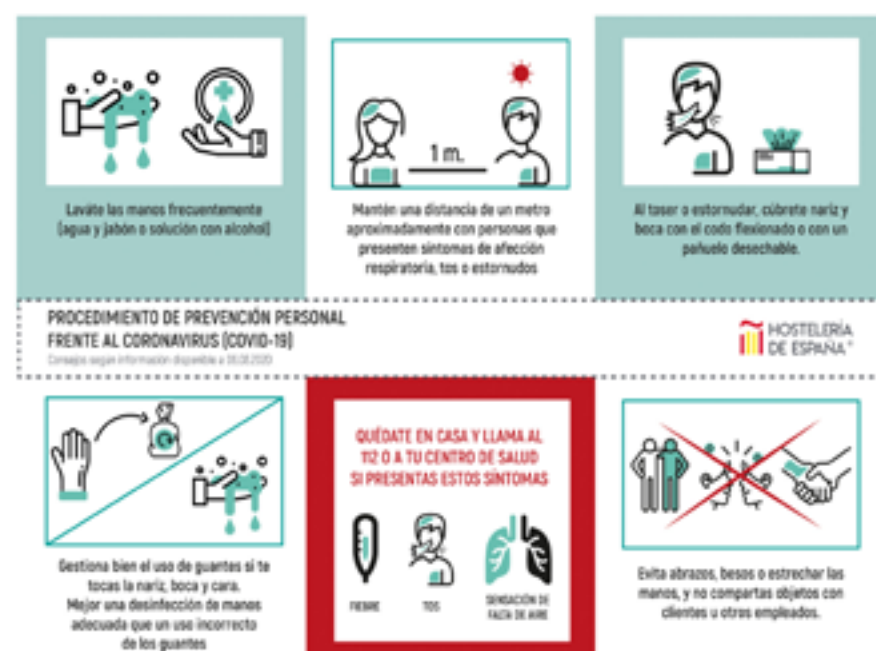 1 m.
Laváte las manos frecuentemente
(agua y jabón o solución con alcohol)
Mantén una distancia de un metro
aproximadamente con personas que
presenten síntomas de afección
respiratoria, tos o estornudos
Al toser o estornudar, cúbrete nariz y
boca con el codo flexionado o con un
pañuelo desechable.
PROCEDIMIENTO DE PREVENCIÓN PERSONAL
FRENTE AL CORONAVIRUS (COVID-19)
Consejos según información disponible a
HOSTELERÍA
DE ESPAÑA
QUÉDATE EN CASA Y LLAMA AL
112 O A TU CENTRO DE SALUD
SI PRESENTAS ESTOS SÍNTOMAS
FIEBRE
TOS
SENSACIÓN DE
FALTA DE AIRE
Gestiona bien el uso de guantes si te
tocas la nariz, boca y cara.
Mejor una desinfección de manos
adecuada que un uso incorrecto
de los guantes
Evita abrazos, besos o estrechar las
manos, y no compartas objetos con
clientes u otros empleados.